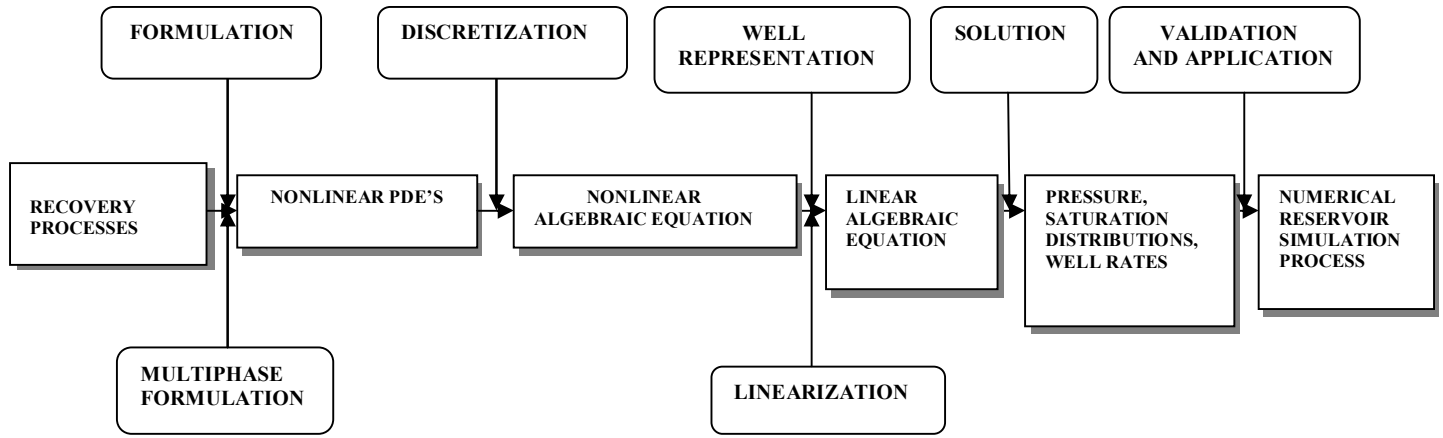 FORMULATION
DISCRETIZATION
WELL
REPRESENTATION
SOLUTION
VALIDATION
AND APPLICATION
RECOVERY
PROCESSES
NONLINEAR PDE'S
NONLINEAR
ALGEBRAIC EQUATION
LINEAR
ALGEBRAIC
EQUATION
PRESSURE,
SATURATION
DISTRIBUTIONS,
WELL RATES
NUMERICAL
RESERVOIR
SIMULATION
PROCESS
MULTIPHASE
FORMULATION
LINEARIZATION